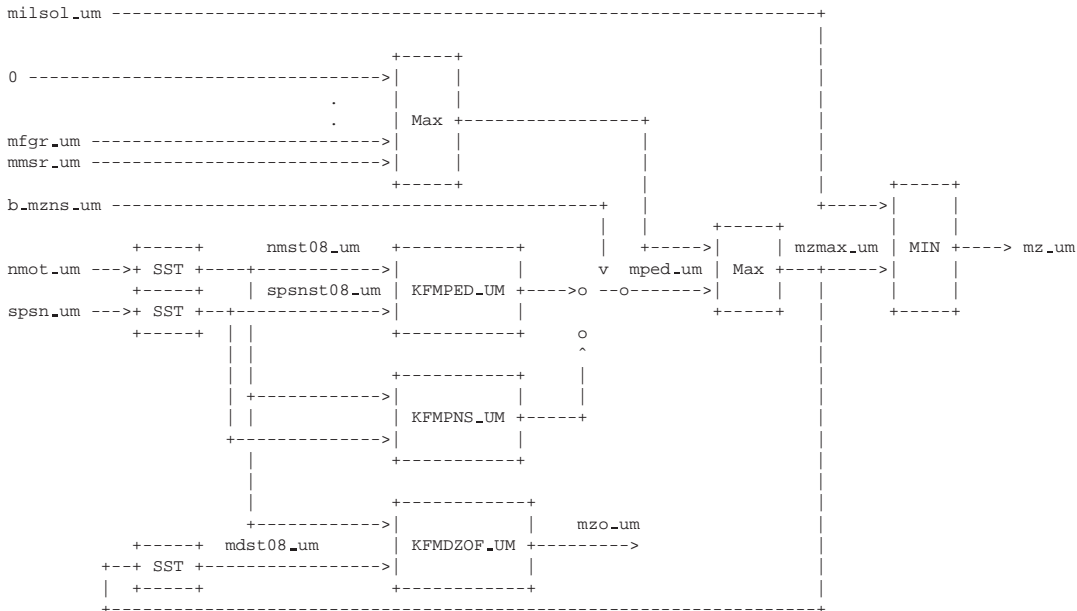 milsol_um
0
Max
mfgr_um
mmsr_um
b_mzns_um
nmst08_um mzmax_um MIN mz_um
nmot_um SST v mped_um Max
spsnst08_um KFMPED_UM o o
spsn_um SST
o
KFMPNS_UM
mzo_um
mdst08_um KFMDZOF_UM
SST